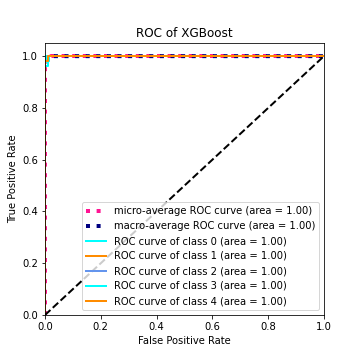 ROC of XGBoost
1.0
0.8
0.6
0.4
0.2
0.0
True Positive Rate
micro-average ROC curve (area = 1.00)
macro-average ROC curve (area = 1.00)
ROC curve of class 0 (area = 1.00)
ROC curve of class 1 (area = 1.00)
ROC curve of class 2 (area = 1.00)
ROC curve of class 3 (area = 1.00)
ROC curve of class 4 (area = 1.00)
0.0 0.2 0.4 0.6 0.8 1.0
False Positive Rate